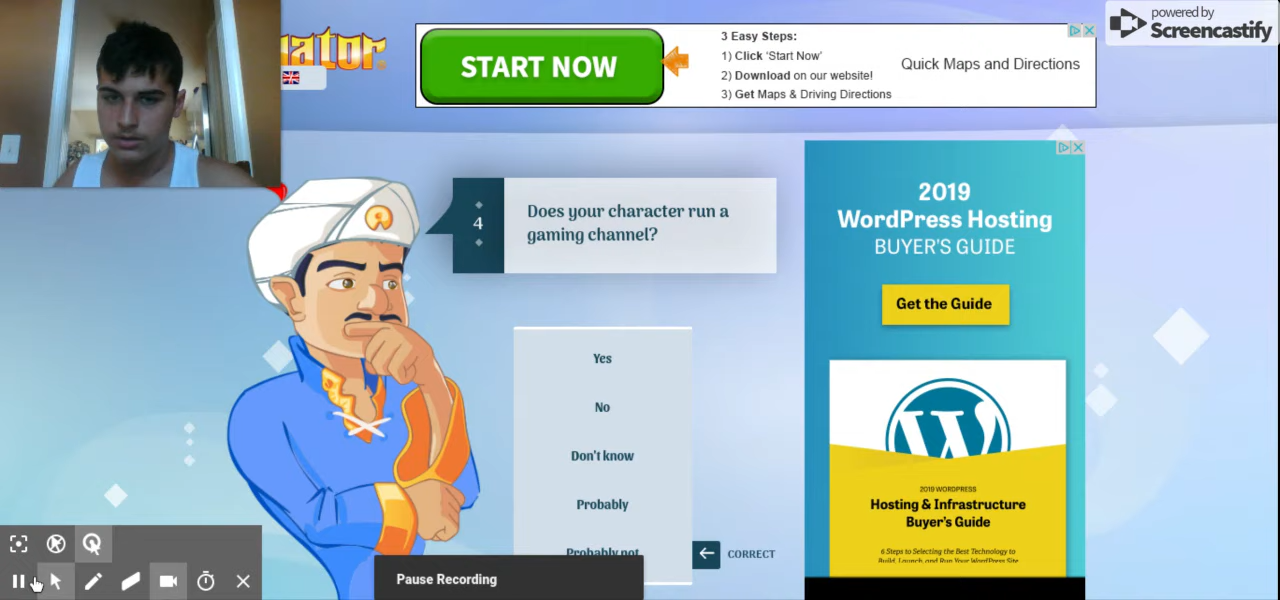 powered by
Screencastify
nator
START NOW
3 Easy Steps:
1) Click 'Start Now'
2) Download on our website!
3) Get Maps & Driving Directions
Quick Maps and Directions
4
Does your character run a
gaming channel?
Yes
No
Don't know
Probably
Probably not
CORRECT
2019
WordPress Hosting
BUYER'S GUIDE
Get the Guide
2019 WORDPRESS
Hosting & Infrastructure
Buyer's Guide
6 Steps to Selecting the Best Technology to
Build, Launch and Run Your WordPress Site
Pause Recording